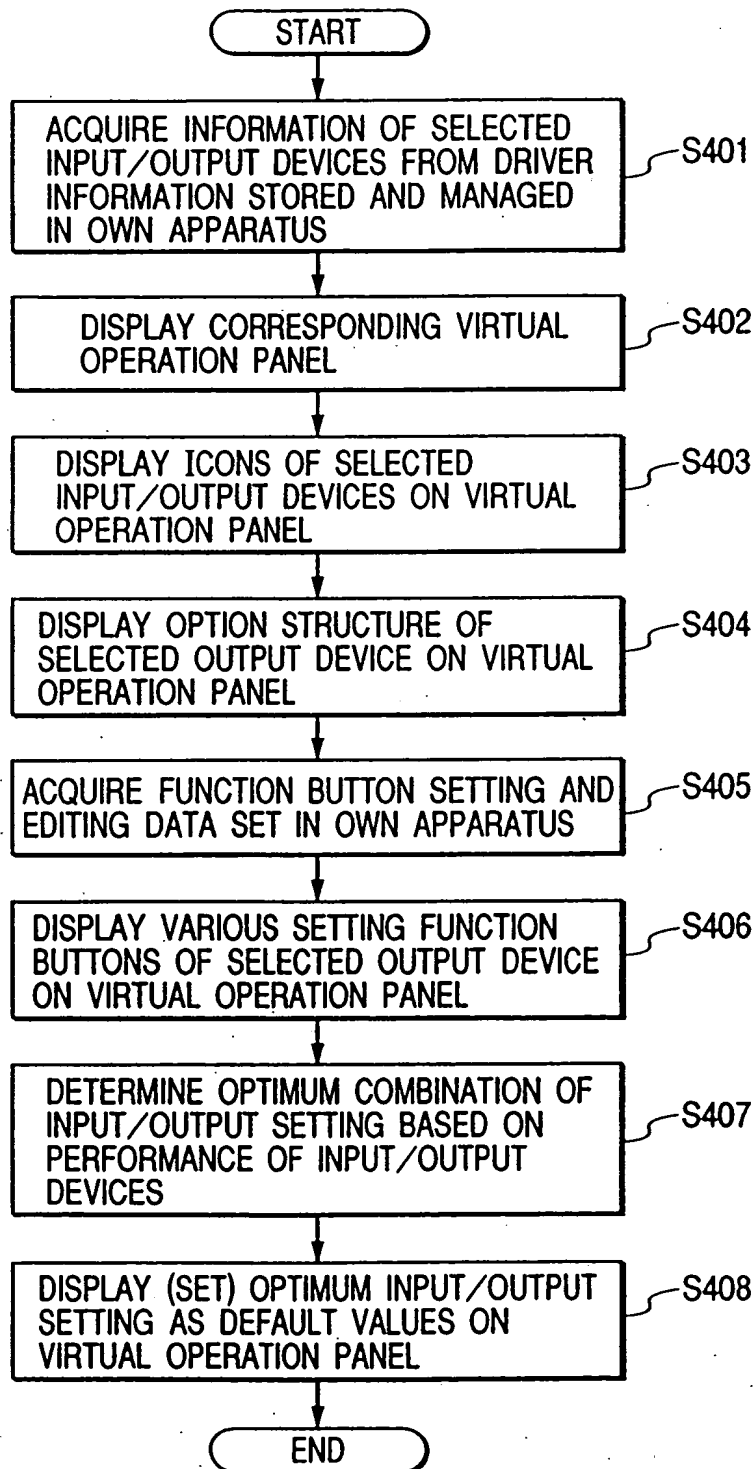 START
ACQUIRE INFORMATION OF SELECTED
INPUT/OUTPUT DEVICES FROM DRIVER
INFORMATION STORED AND MANAGED
IN OWN APPARATUS
S401
DISPLAY CORRESPONDING VIRTUAL
OPERATION PANEL
S402
DISPLAY ICONS OF SELECTED
INPUT/OUTPUT DEVICES ON VIRTUAL
OPERATION PANEL
S403
DISPLAY OPTION STRUCTURE OF
SELECTED OUTPUT DEVICE ON VIRTUAL
OPERATION PANEL
S404
ACQUIRE FUNCTION BUTTON SETTING AND
EDITING DATA SET IN OWN APPARATUS
S405
DISPLAY VARIOUS SETTING FUNCTION
BUTTONS OF SELECTED OUTPUT DEVICE
ON VIRTUAL OPERATION PANEL
S406
DETERMINE OPTIMUM COMBINATION OF
INPUT/OUTPUT SETTING BASED ON
PERFORMANCE OF INPUT/OUTPUT
DEVICES
S407
DISPLAY (SET) OPTIMUM INPUT/OUTPUT
SETTING AS DEFAULT VALUES ON
VIRTUAL OPERATION PANEL
S408
END